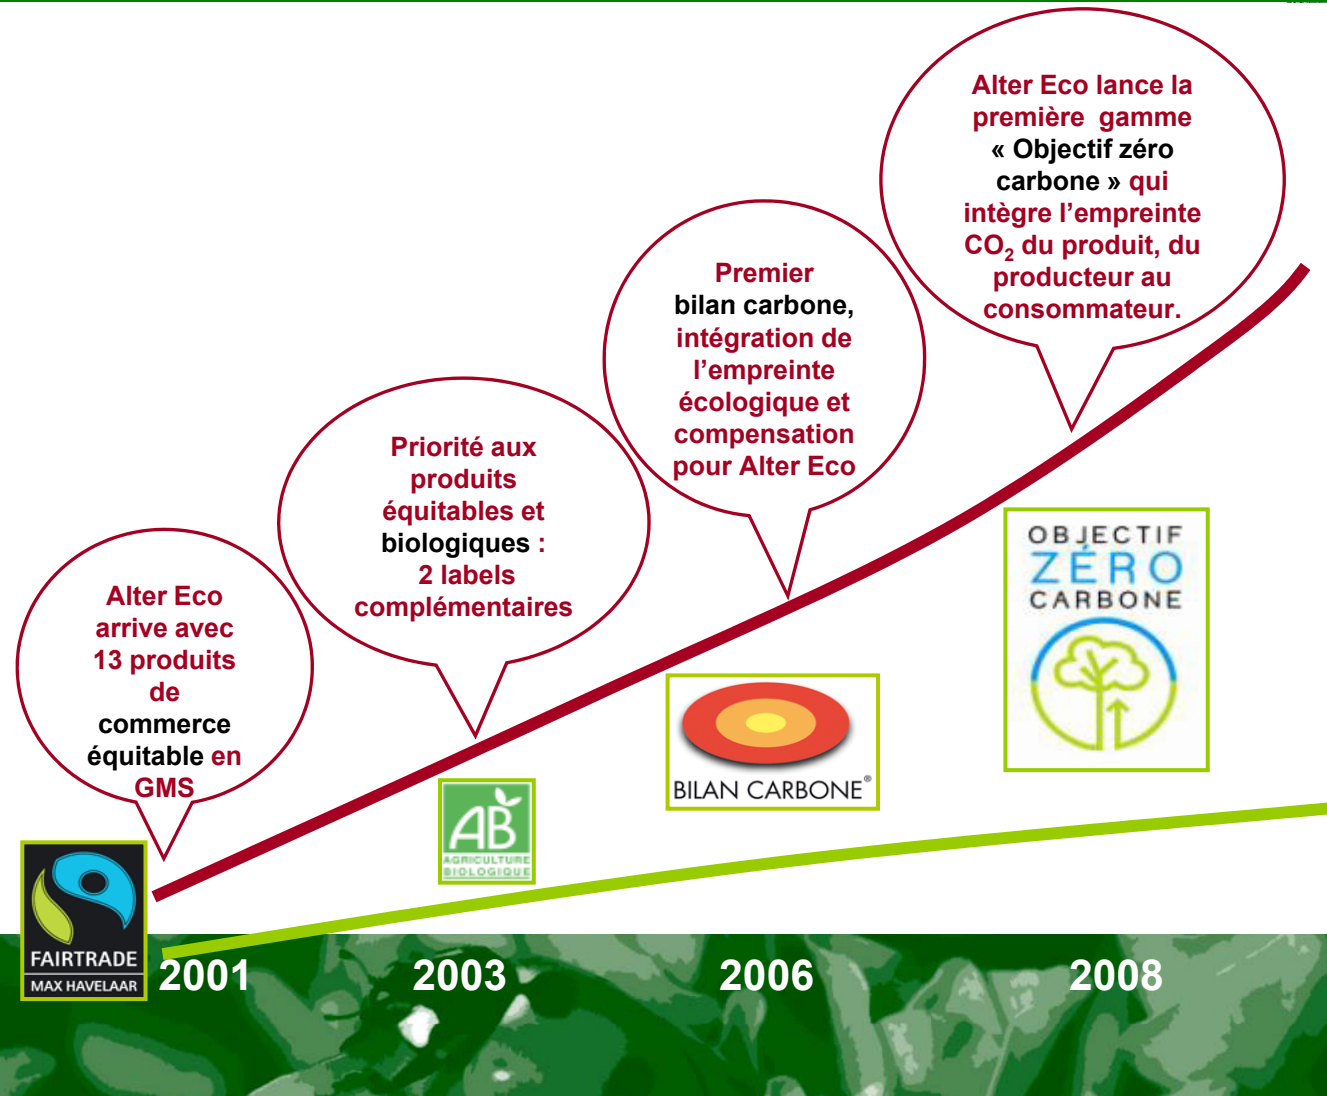 Alter Eco lance la
première gamme
« Objectif zéro
carbone » qui
intègre l’empreinte
CO₂ du produit, du
producteur au
consommateur.
Premier
bilan carbone,
intégration de
l’empreinte
écologique et
compensation
pour Alter Eco
Priorité aux
produits
équitables et
biologiques :
2 labels
complémentaires
Alter Eco
arrive avec
13 produits
de
commerce
équitable en
GMS
OBJECTIF
ZÉRO
CARBONE
BILAN CARBONE®
AB
AGRICULTURE
BIOLOGIQUE
FAIRTRADE
MAX HAVELAAR
2001
2003
2006
2008